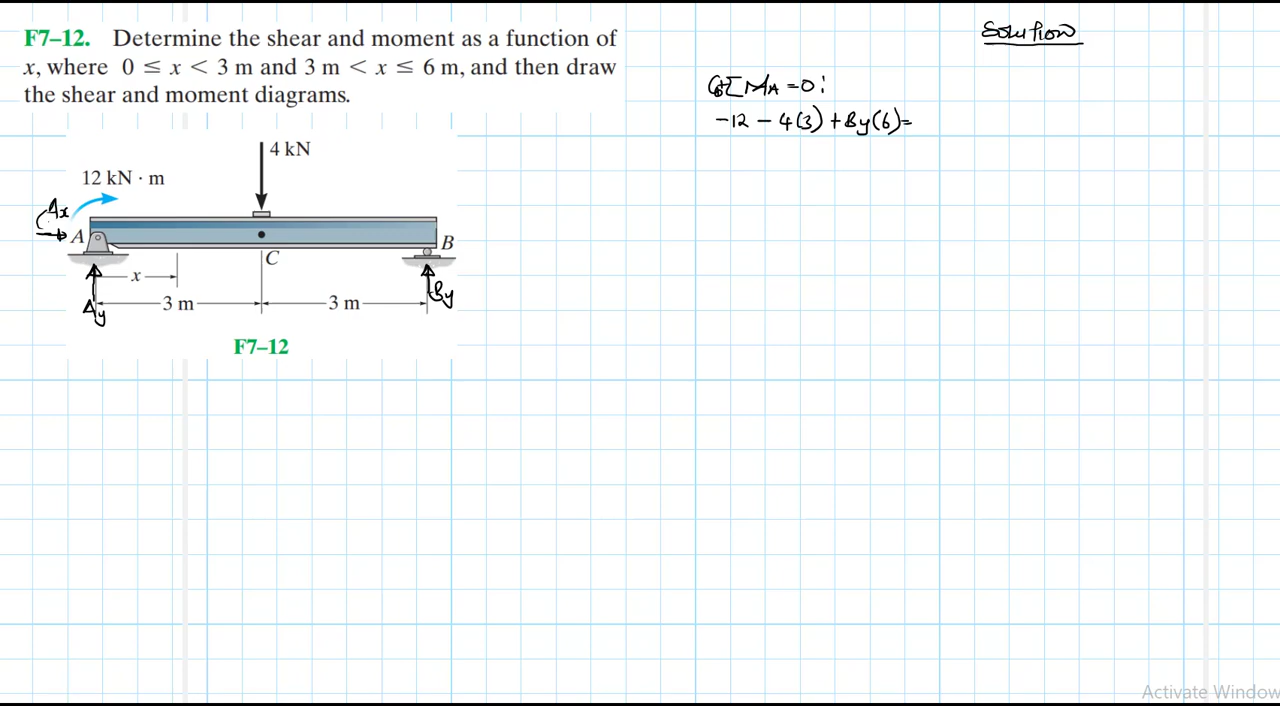 F7–12. Determine the shear and moment as a function of
x, where 0 ≤ x < 3 m and 3 m < x ≤ 6 m, and then draw
the shear and moment diagrams.
Solution
ΣMA =0:
-12 - 4(3) + By(6)=
4 kN
12 kN · m
Ax
A
B
C
x
By
Ay
3 m
3 m
F7–12
Activate Window